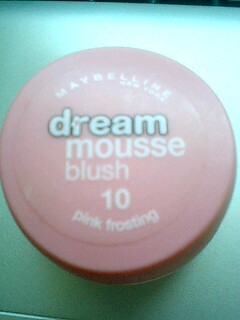 MAYBELLINE
NEW YORK
dream
mousse
blush
10
pink frosting